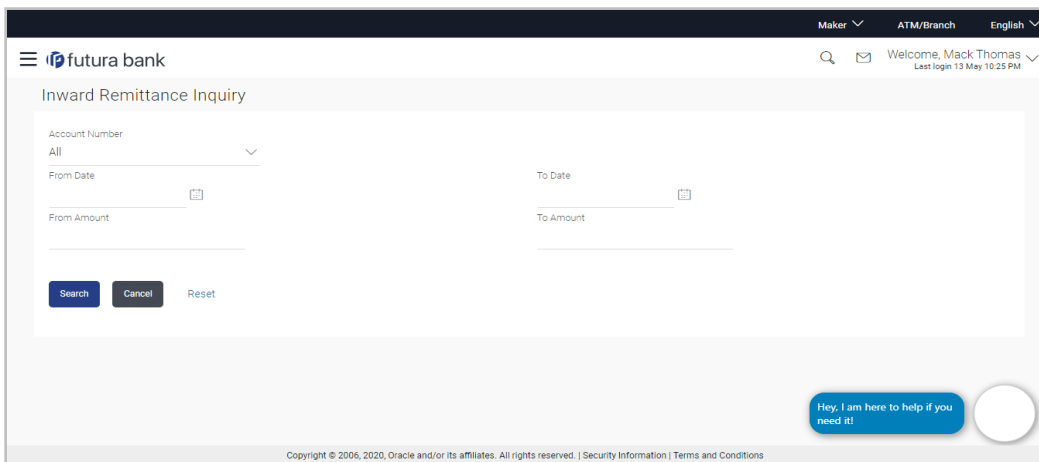 Maker ATM/Branch English
futura bank
Welcome, Mack Thomas
Last login 13 May 10:25 PM
Inward Remittance Inquiry
Account Number
All
From Date To Date
From Amount To Amount
Search Cancel Reset
Hey, I am here to help if you
need it!
Copyright © 2006, 2020, Oracle and/or its affiliates. All rights reserved. | Security Information | Terms and Conditions